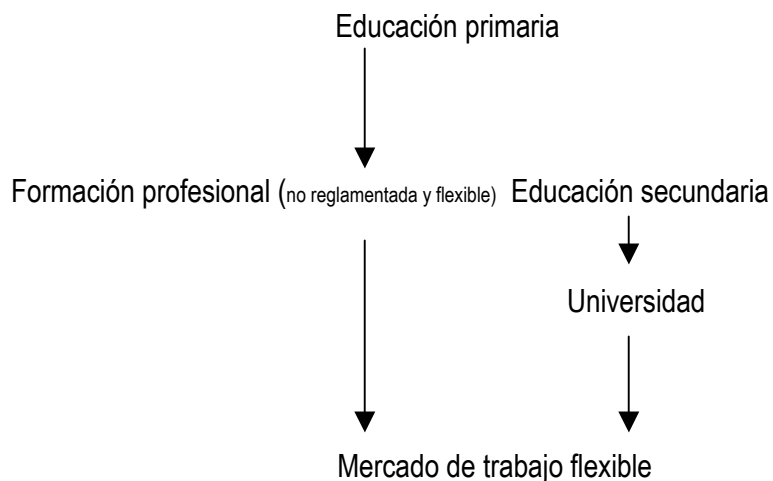 Educación primaria
Formación profesional (no reglamentada y flexible) Educación secundaria
Universidad
Mercado de trabajo flexible